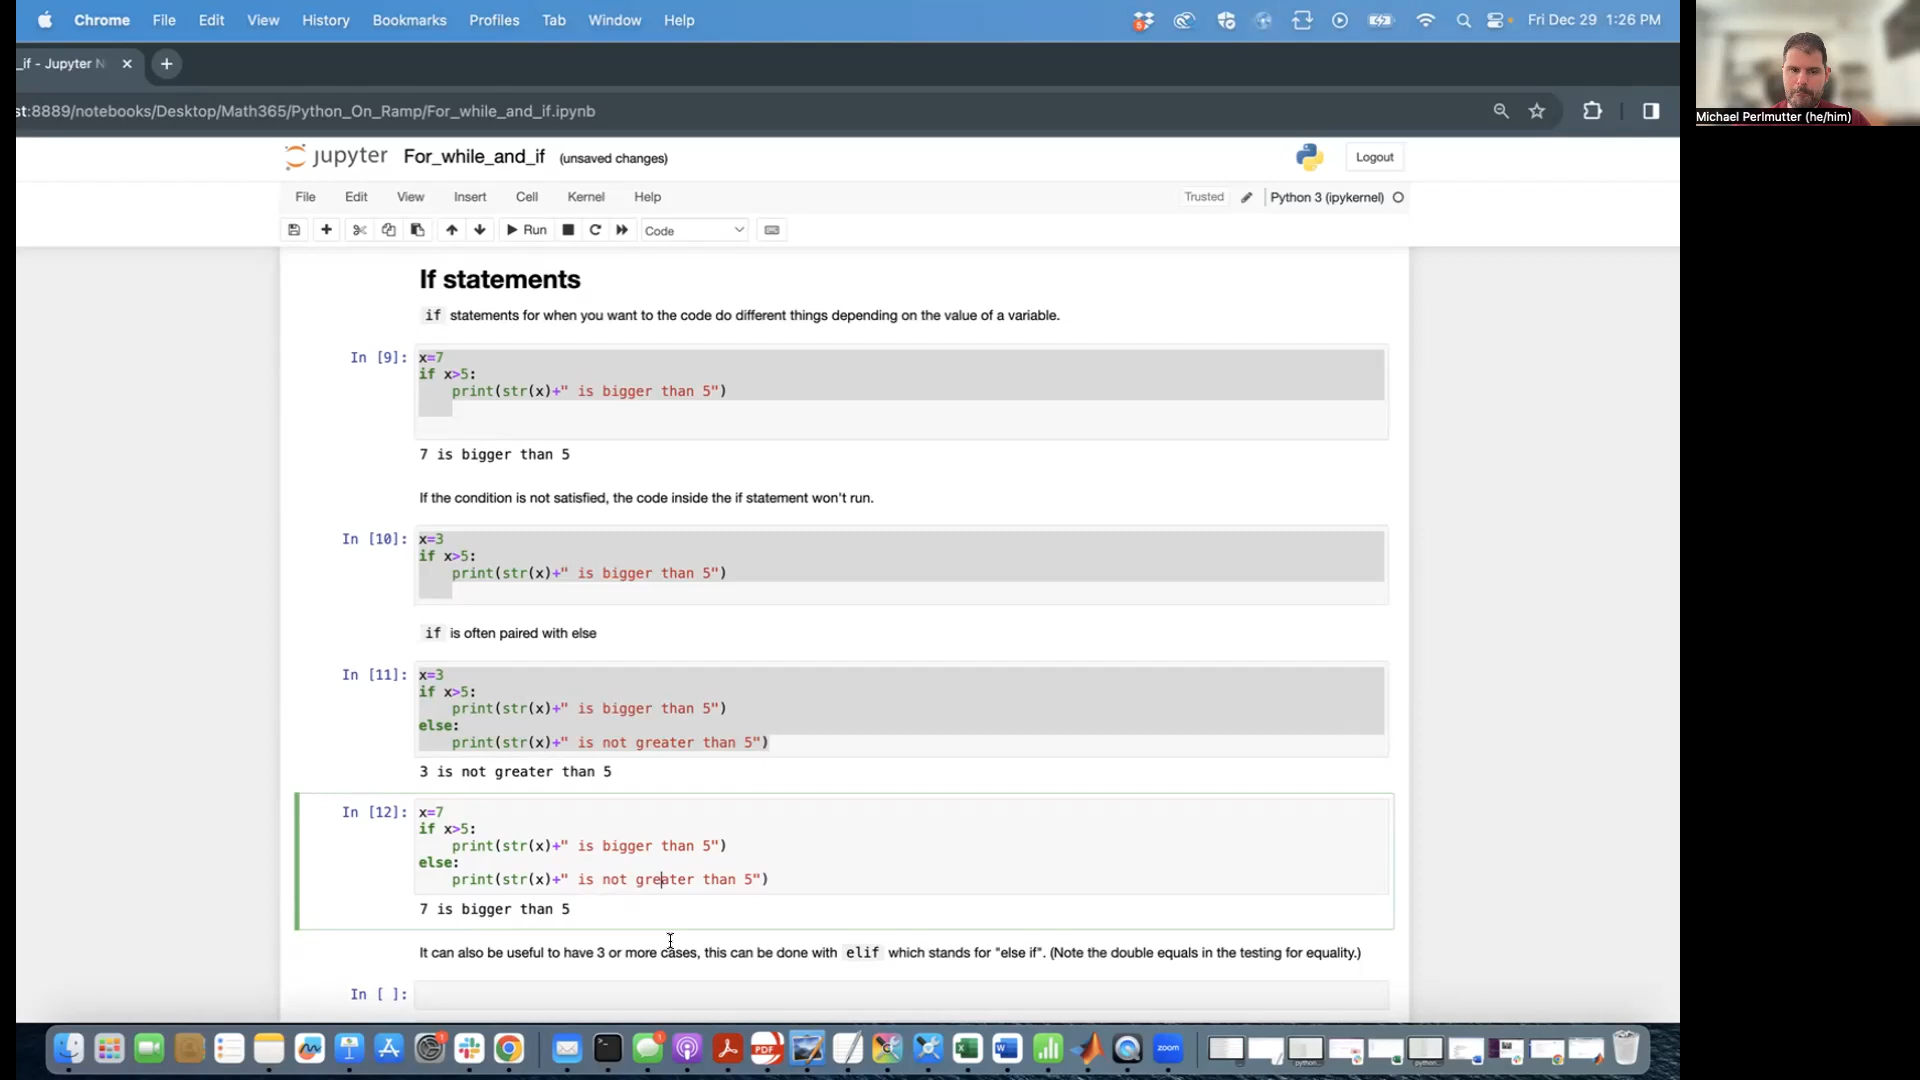 Chrome File Edit View History Bookmarks Profiles Tab Window Help
Fri Dec 29 1:26 PM
Michael Perlmutter (he/him)
_if - Jupyter N
st:8889/notebooks/Desktop/Math365/Python_On_Ramp/For_while_and_if.ipynb
jupyter For_while_and_if (unsaved changes)
Logout
File Edit View Insert Cell Kernel Help
Trusted Python 3 (ipykernel)
Run Code
If statements
if statements for when you want to the code do different things depending on the value of a variable.
In [9]: x=7
if x>5:
    print(str(x)+" is bigger than 5")
7 is bigger than 5
If the condition is not satisfied, the code inside the if statement won't run.
In [10]: x=3
if x>5:
    print(str(x)+" is bigger than 5")
if is often paired with else
In [11]: x=3
if x>5:
    print(str(x)+" is bigger than 5")
else:
    print(str(x)+" is not greater than 5")
3 is not greater than 5
In [12]: x=7
if x>5:
    print(str(x)+" is bigger than 5")
else:
    print(str(x)+" is not greater than 5")
7 is bigger than 5
It can also be useful to have 3 or more cases, this can be done with elif which stands for "else if". (Note the double equals in the testing for equality.)
In [ ]:
PDF
zoom